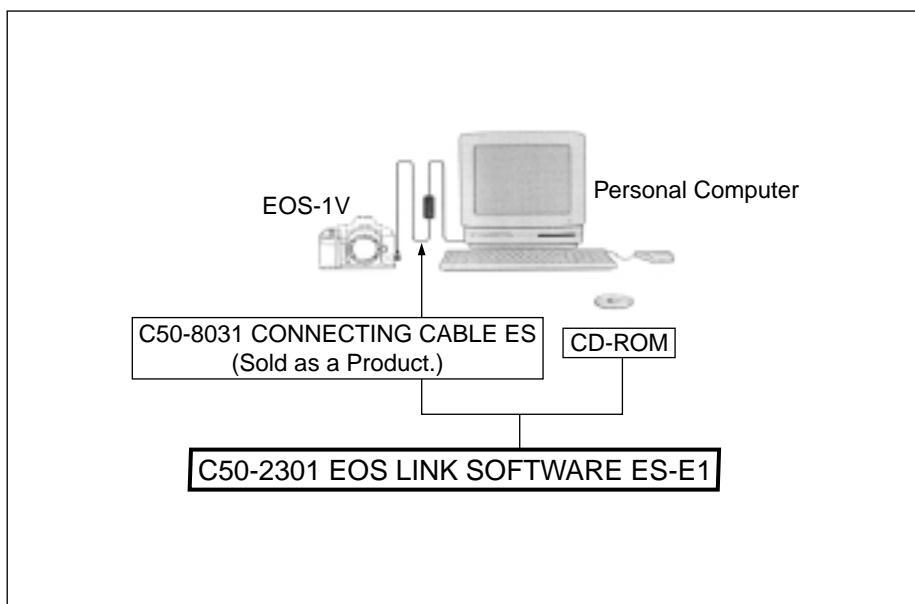 EOS-1V
Personal Computer
C50-8031 CONNECTING CABLE ES
(Sold as a Product.)
CD-ROM
C50-2301 EOS LINK SOFTWARE ES-E1